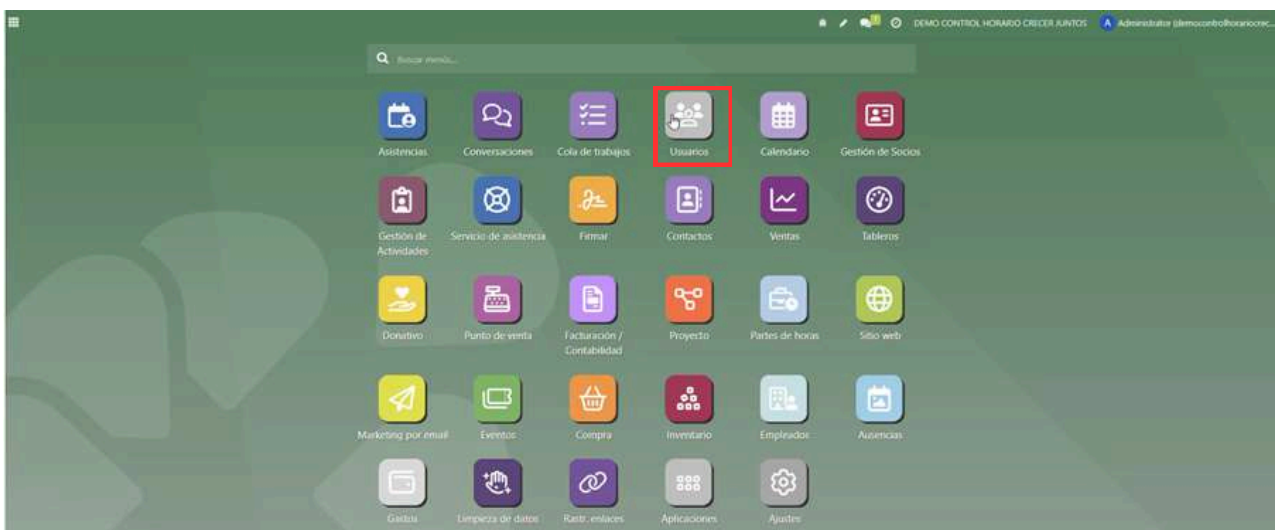 DEMO CONTROL HORARIO CRECER JUNTOS
A Administrator (democontrolhorariocrec...
Buscar menús...
Asistencias
Conversaciones
Cola de trabajos
Usuarios
Calendario
Gestión de Socios
Gestión de
Actividades
Servicio de asistencia
Firmar
Contactos
Ventas
Tableros
Donativo
Punto de venta
Facturación /
Contabilidad
Proyecto
Partes de horas
Sitio web
Marketing por email
Eventos
Compra
Inventario
Empleados
Ausencias
Gastos
Limpieza de datos
Rastr. enlaces
Aplicaciones
Ajustes